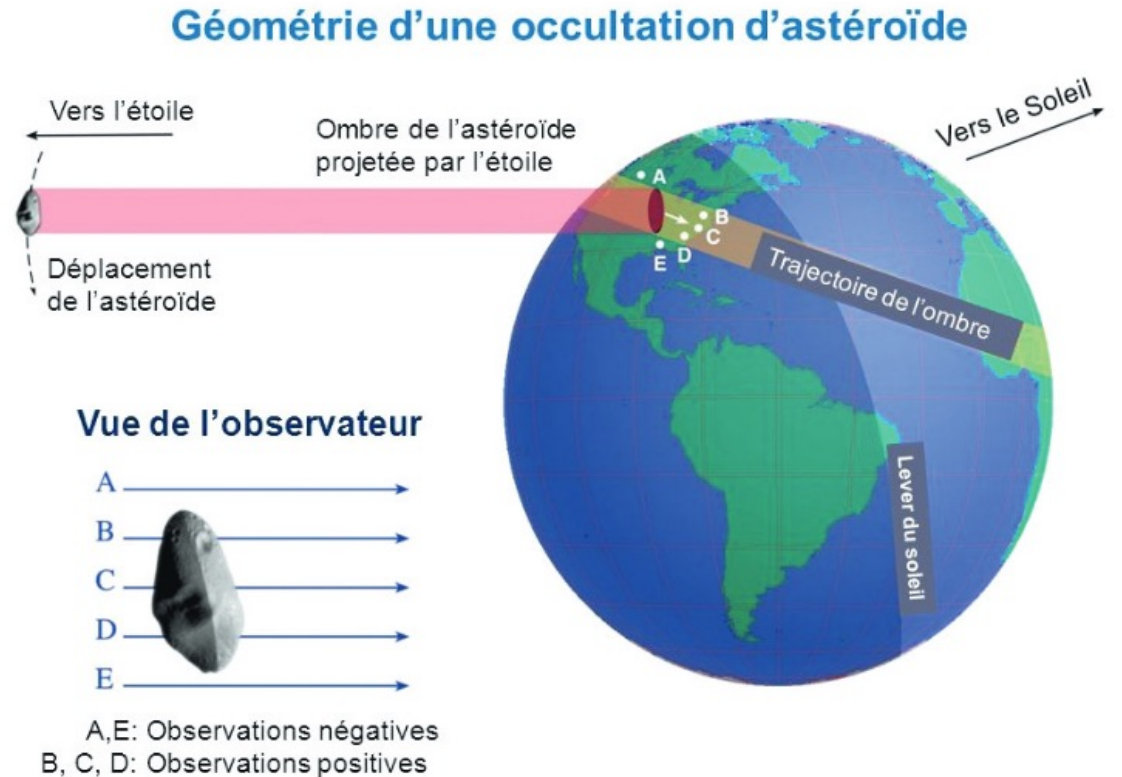 Géométrie d'une occultation d'astéroïde
Vers l'étoile
Ombre de l'astéroïde
projetée par l'étoile
Vers le Soleil
A
B
C
D
E
Déplacement
de l'astéroïde
Trajectoire de l'ombre
Lever du soleil
Vue de l'observateur
A
B
C
D
E
A,E: Observations négatives
B, C, D: Observations positives